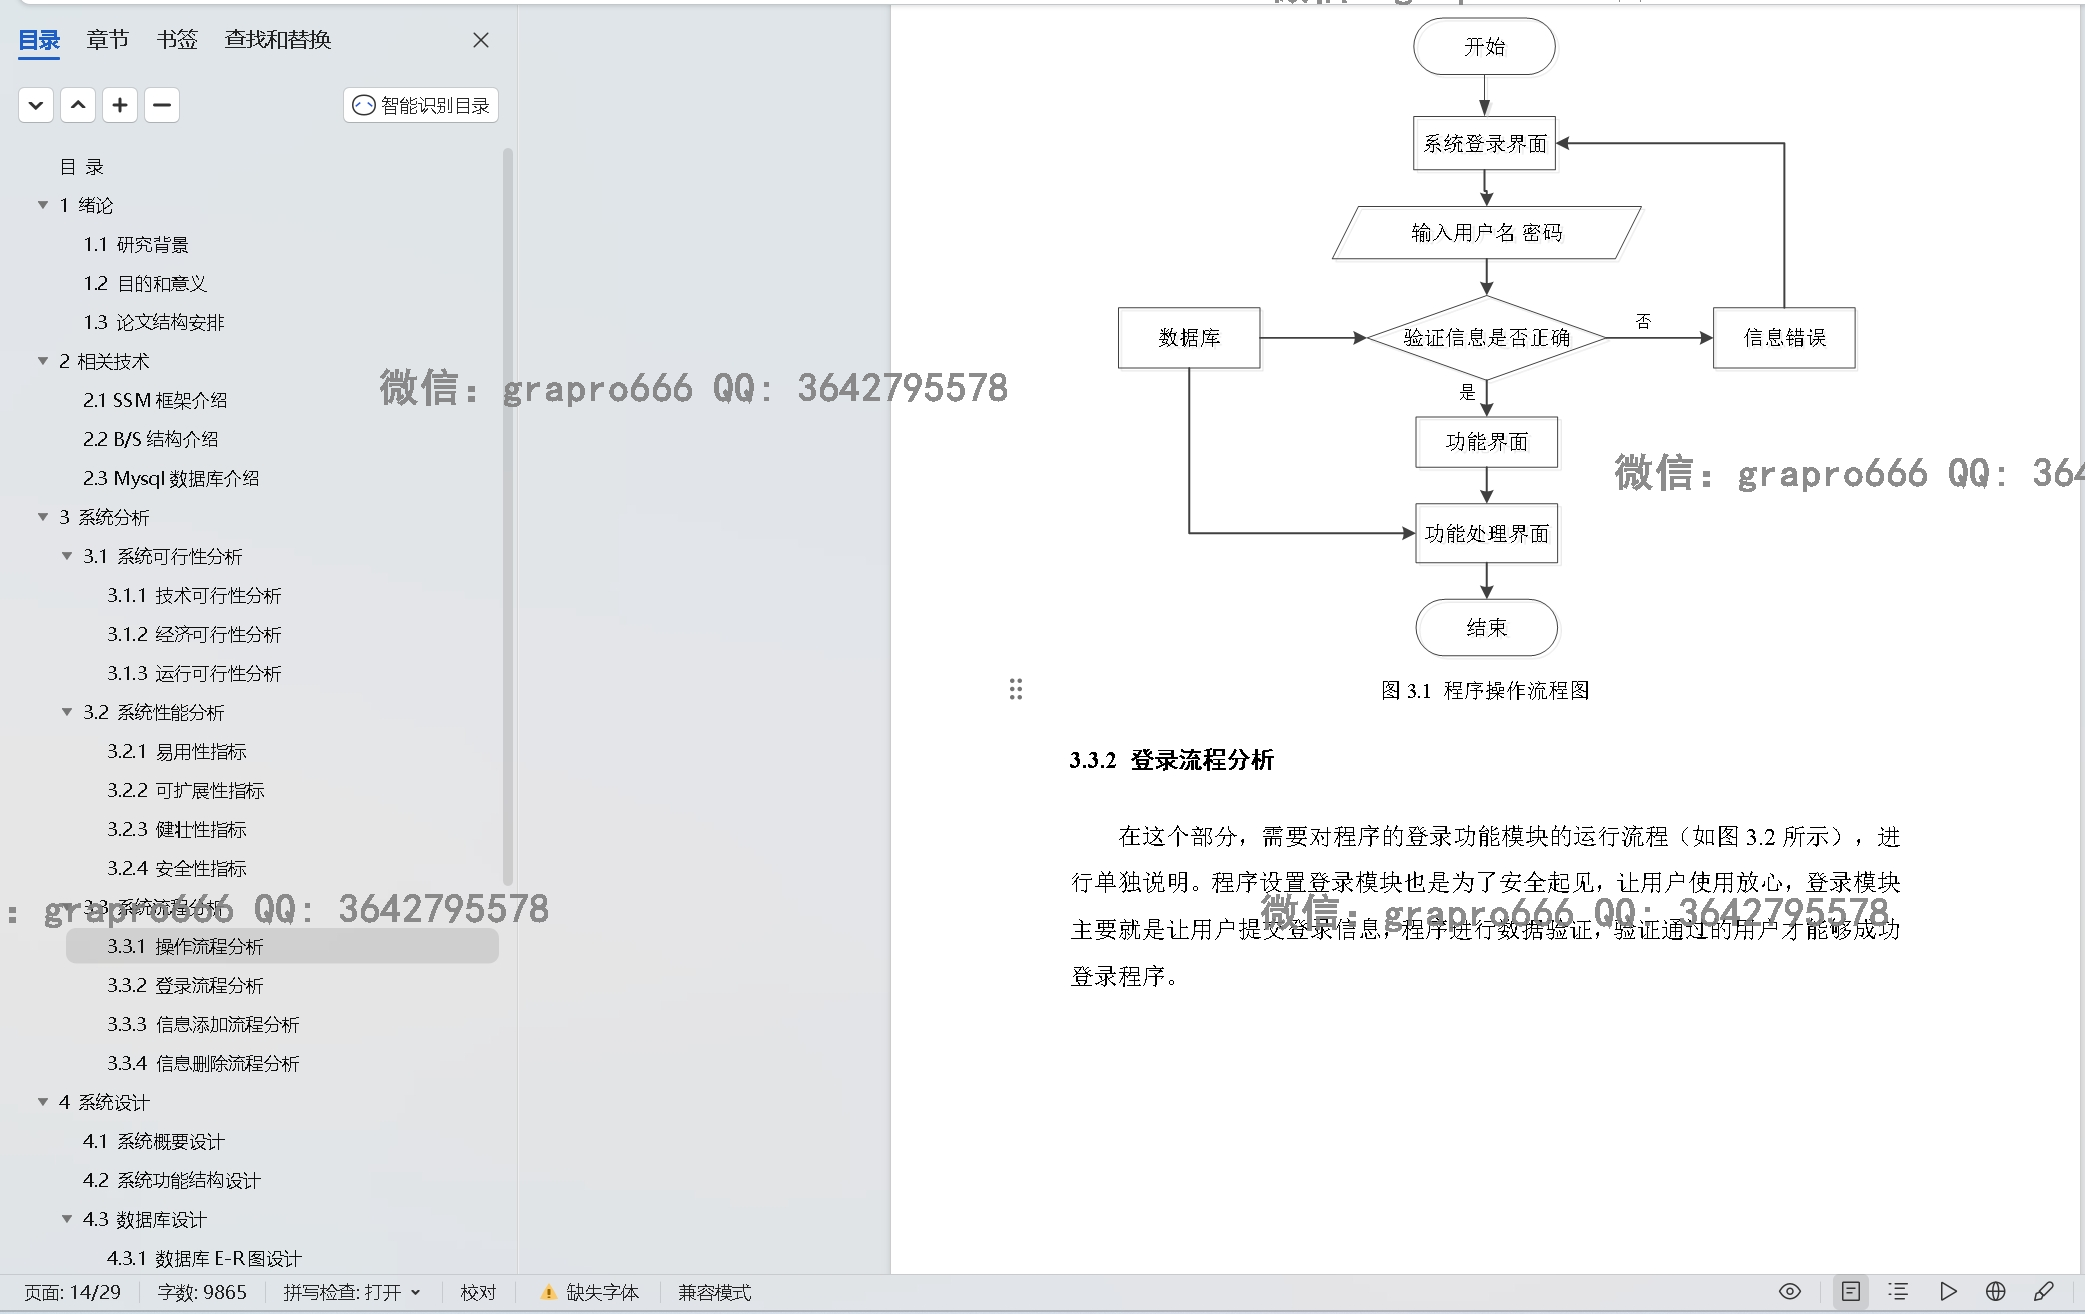 目录 章节 书签 查找和替换
智能识别目录
目 录
1 绪论
1.1 研究背景
1.2 目的和意义
1.3 论文结构安排
2 相关技术
2.1 SSM 框架介绍
2.2 B/S 结构介绍
2.3 Mysql 数据库介绍
3 系统分析
3.1 系统可行性分析
3.1.1 技术可行性分析
3.1.2 经济可行性分析
3.1.3 运行可行性分析
3.2 系统性能分析
3.2.1 易用性指标
3.2.2 可扩展性指标
3.2.3 健壮性指标
3.2.4 安全性指标
3.3 系统流程分析
3.3.1 操作流程分析
3.3.2 登录流程分析
3.3.3 信息添加流程分析
3.3.4 信息删除流程分析
4 系统设计
4.1 系统概要设计
4.2 系统功能结构设计
4.3 数据库设计
4.3.1 数据库 E-R 图设计
微信：grapro666 QQ：3642795578
：grapro666 QQ：3642795578
开始
系统登录界面
输入用户名 密码
数据库
验证信息是否正确
否
信息错误
是
功能界面
微信：grapro666 QQ：364
功能处理界面
结束
图 3.1 程序操作流程图
3.3.2 登录流程分析
在这个部分，需要对程序的登录功能模块的运行流程（如图 3.2 所示），进
行单独说明。程序设置登录模块也是为了安全起见，让用户使用放心，登录模块
微信：grapro666 QQ：3642795578
主要就是让用户提交登录信息，程序进行数据验证，验证通过的用户才能够成功
登录程序。
页面: 14/29 字数: 9865 拼写检查: 打开 校对 缺失字体 兼容模式